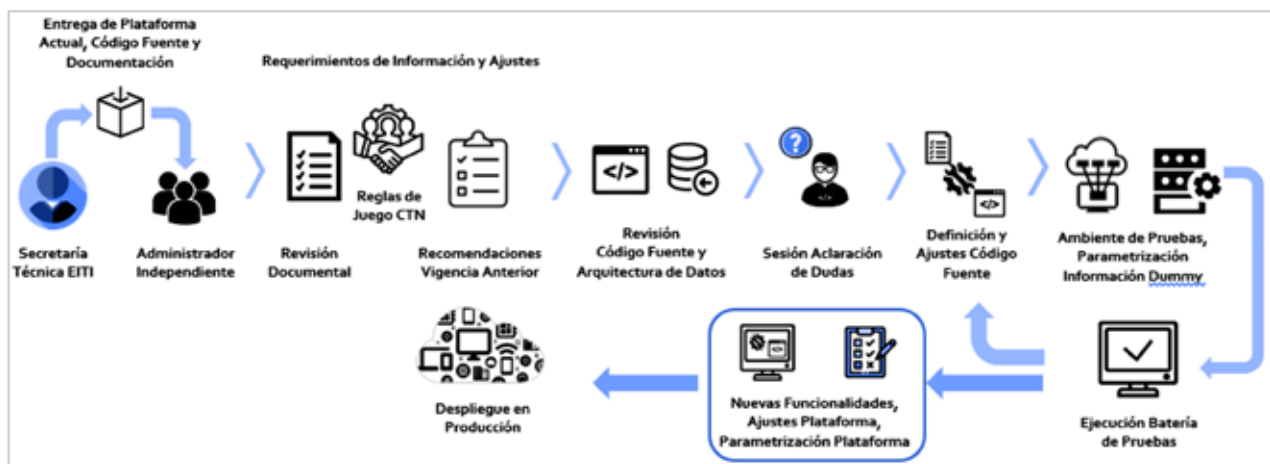 Entrega de Plataforma
Actual, Código Fuente y
Documentación
Requerimientos de Información y Ajustes
Secretaría
Técnica EITI
Administrador
Independiente
Revisión
Documental
Reglas de
Juego CTN
Recomendaciones
Vigencia Anterior
</>
Revisión
Código Fuente y
Arquitectura de Datos
?
Sesión Aclaración
de Dudas
</>
Definición y
Ajustes Código
Fuente
Ambiente de Pruebas,
Parametrización
Información Dummy
Ejecución Batería
de Pruebas
Nuevas Funcionalidades,
Ajustes Plataforma,
Parametrización Plataforma
Despliegue en
Producción